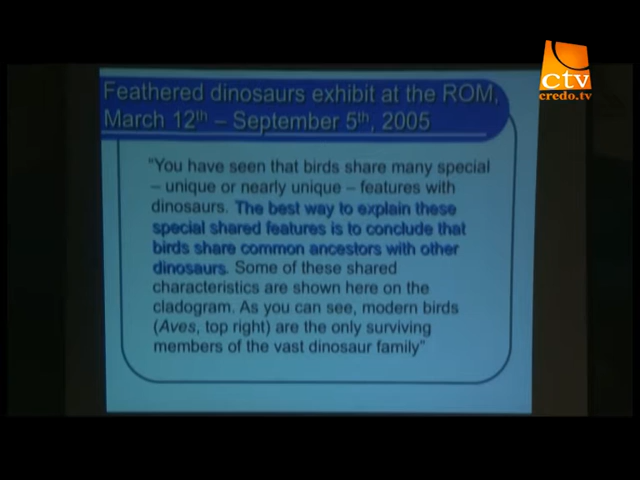 ctv
credo.tv
Feathered dinosaurs exhibit at the ROM,
March 12th – September 5th, 2005
"You have seen that birds share many special
– unique or nearly unique – features with
dinosaurs. The best way to explain these
special shared features is to conclude that
birds share common ancestors with other
dinosaurs. Some of these shared
characteristics are shown here on the
cladogram. As you can see, modern birds
(Aves, top right) are the only surviving
members of the vast dinosaur family"